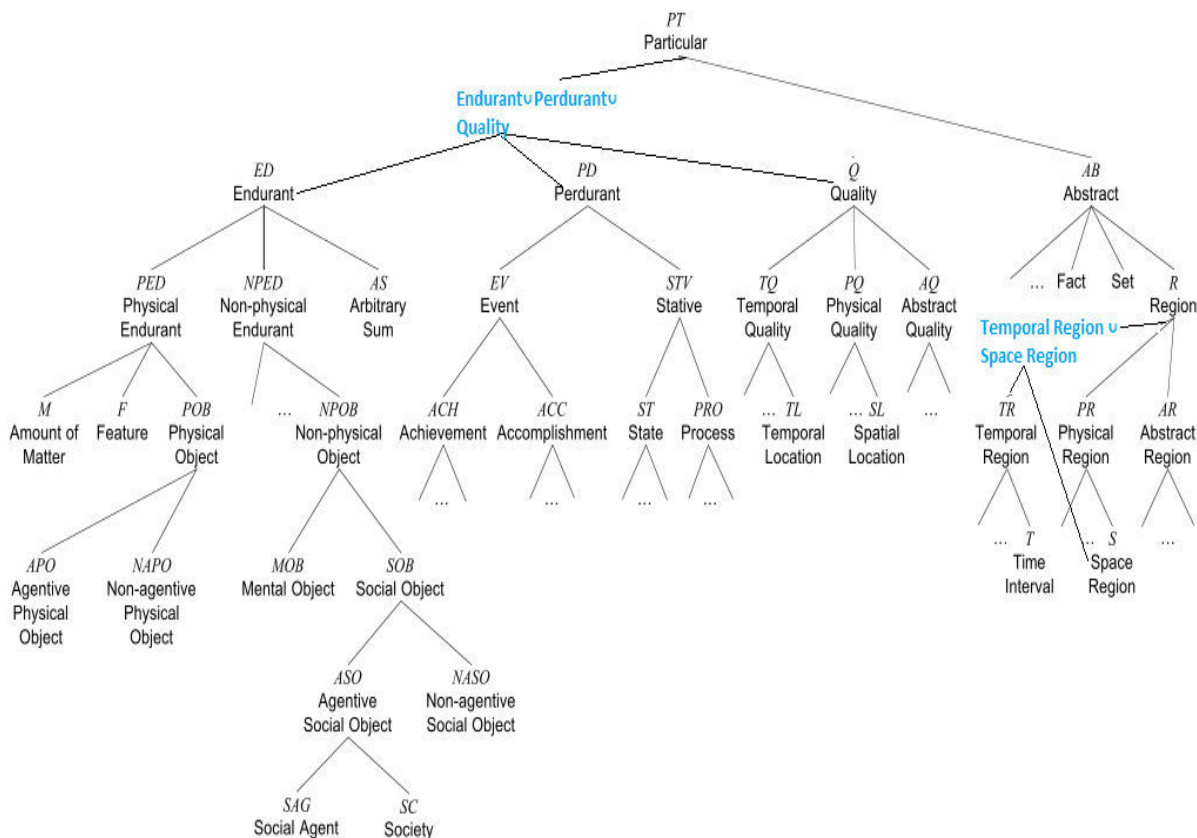 PT
Particular
Endurant∪Perdurant∪
Quality
ED
Endurant
PD
Perdurant
Q
Quality
AB
Abstract
PED
Physical
Endurant
NPED
Non-physical
Endurant
AS
Arbitrary
Sum
EV
Event
STV
Stative
TQ
Temporal
Quality
PQ
Physical
Quality
AQ
Abstract
Quality
...
Fact
Set
R
Region
Temporal Region ∪
Space Region
M
Amount of
Matter
F
Feature
POB
Physical
Object
...
NPOB
Non-physical
Object
ACH
Achievement
...
ACC
Accomplishment
...
ST
State
...
PRO
Process
...
... TL
Temporal
Location
... SL
Spatial
Location
...
TR
Temporal
Region
PR
Physical
Region
AR
Abstract
Region
... T
Time
Interval
... S
Space
Region
...
APO
Agentive
Physical
Object
NAPO
Non-agentive
Physical
Object
MOB
Mental Object
SOB
Social Object
ASO
Agentive
Social Object
NASO
Non-agentive
Social Object
SAG
Social Agent
SC
Society